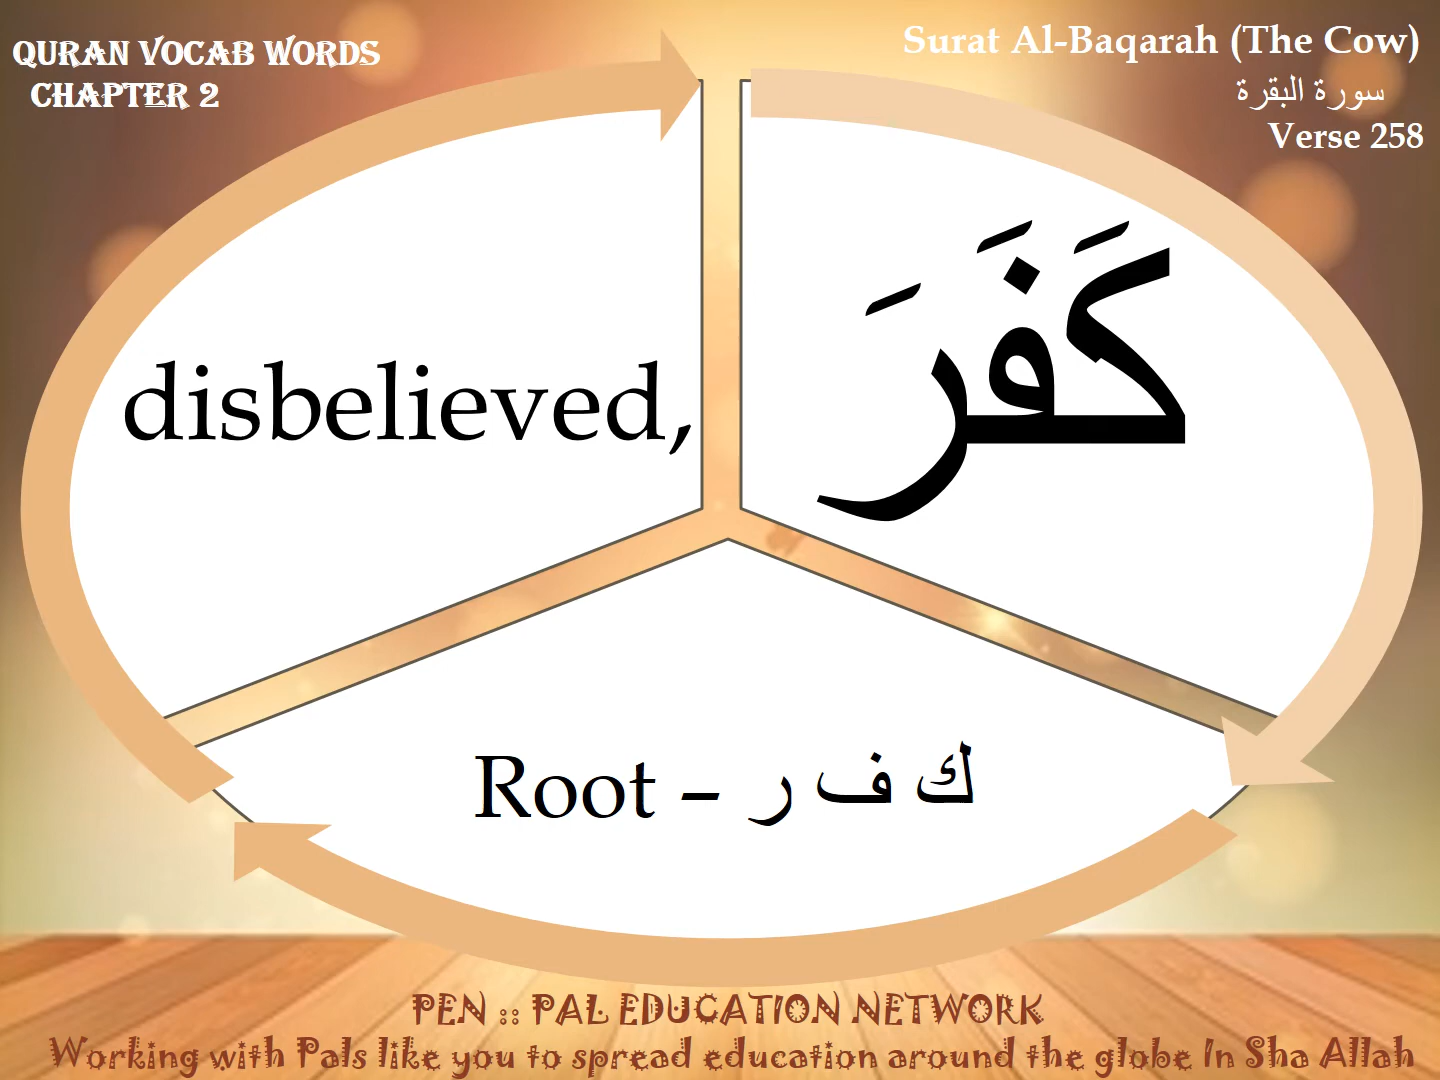 QURAN VOCAB WORDS
CHAPTER 2
Surat Al-Baqarah (The Cow)
سورة البقرة
Verse 258
disbelieved,
كَفَرَ
Root – ك ف ر
PEN :: PAL EDUCATION NETWORK
Working with Pals like you to spread education around the globe In Sha Allah